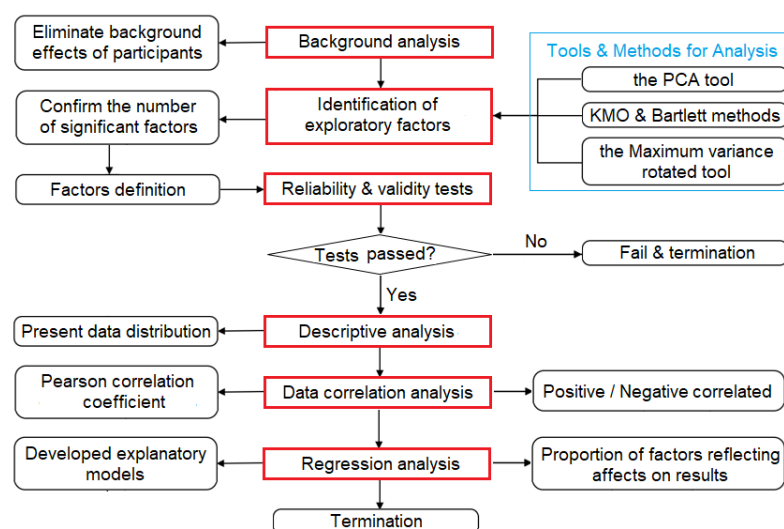 Eliminate background
effects of participants
Background analysis
Tools & Methods for Analysis
the PCA tool
KMO & Bartlett methods
the Maximum variance
rotated tool
Confirm the number
of significant factors
Identification of
exploratory factors
Factors definition
Reliability & validity tests
Tests passed?
No
Fail & termination
Yes
Present data distribution
Descriptive analysis
Pearson correlation
coefficient
Data correlation analysis
Positive / Negative correlated
Developed explanatory
models
Regression analysis
Proportion of factors reflecting
affects on results
Termination